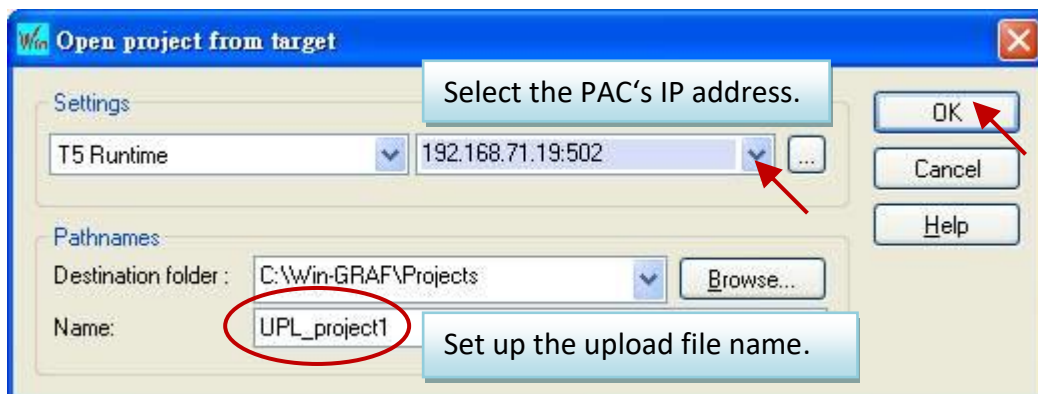 Win Open project from target
Select the PAC‘s IP address.
Settings
OK
T5 Runtime 192.168.71.19:502 ...
Cancel
Help
Pathnames
Destination folder : C:\Win-GRAF\Projects Browse...
Name: UPL_project1
Set up the upload file name.